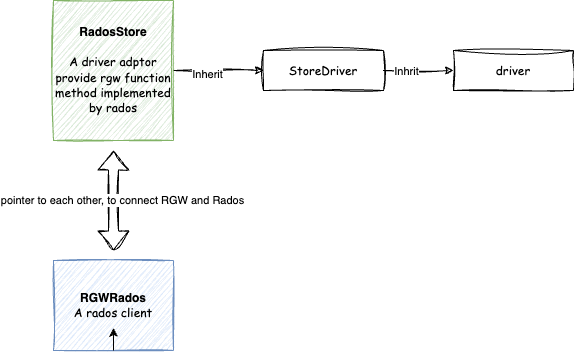 RadosStore
A driver adptor
provide rgw function
method implemented
by rados
Inherit
StoreDriver
Inhrit
driver
pointer to each other, to connect RGW and Rados
RGWRados
A rados client